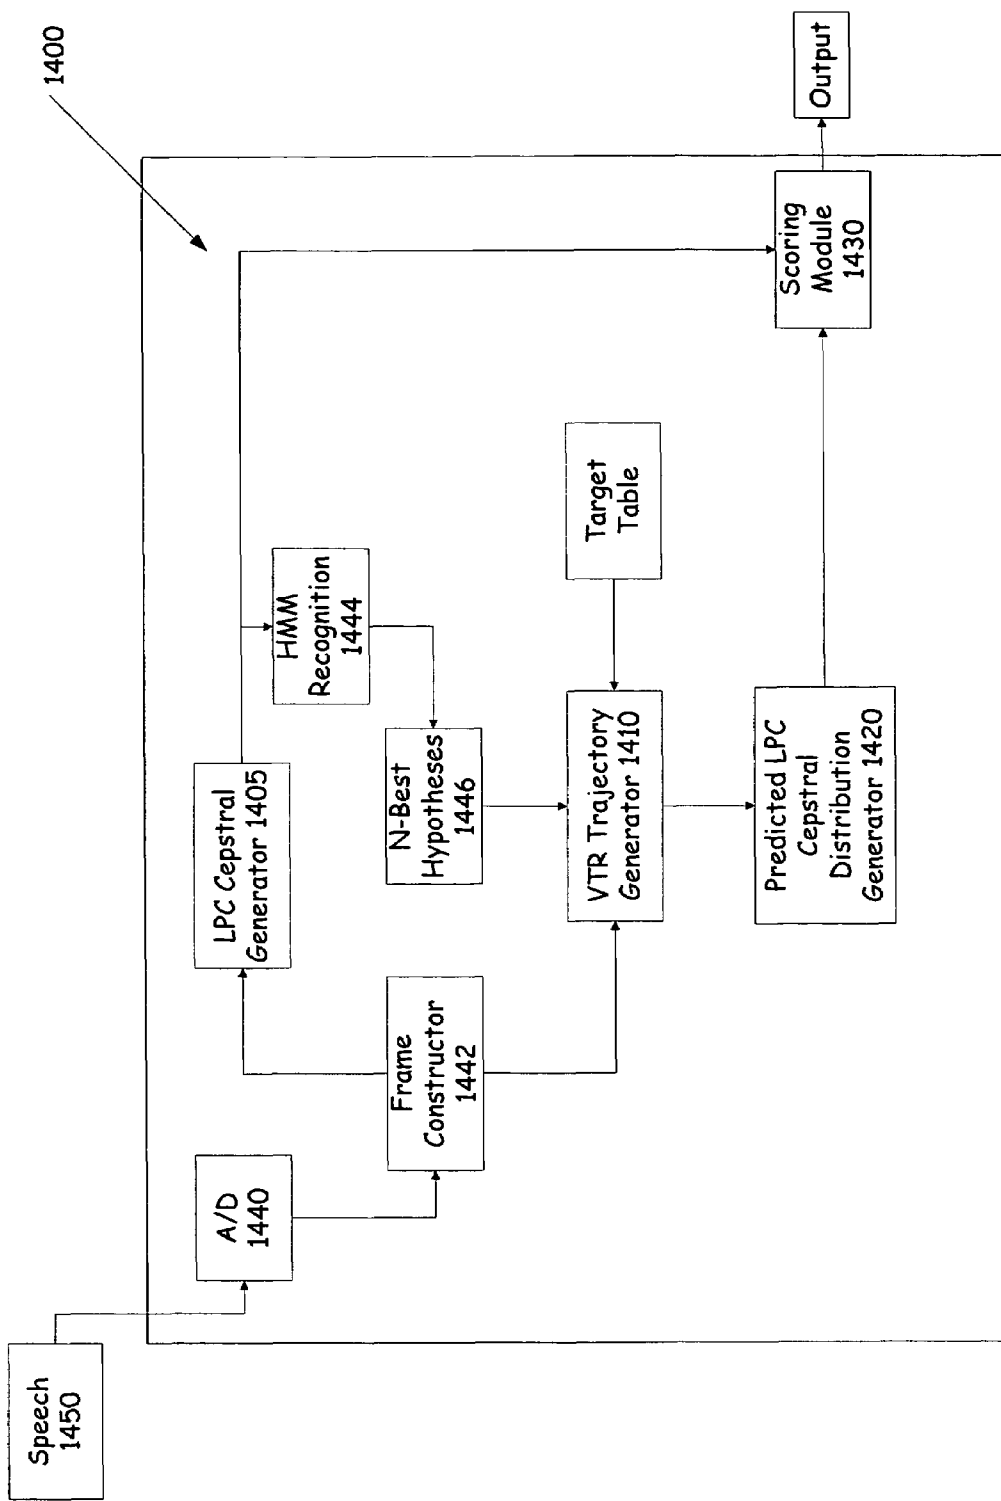 1400
Speech
1450
A/D
1440
Frame
Constructor
1442
LPC Cepstral
Generator 1405
HMM
Recognition
1444
N-Best
Hypotheses
1446
VTR Trajectory
Generator 1410
Target
Table
Predicted LPC
Cepstral
Distribution
Generator 1420
Scoring
Module
1430
Output